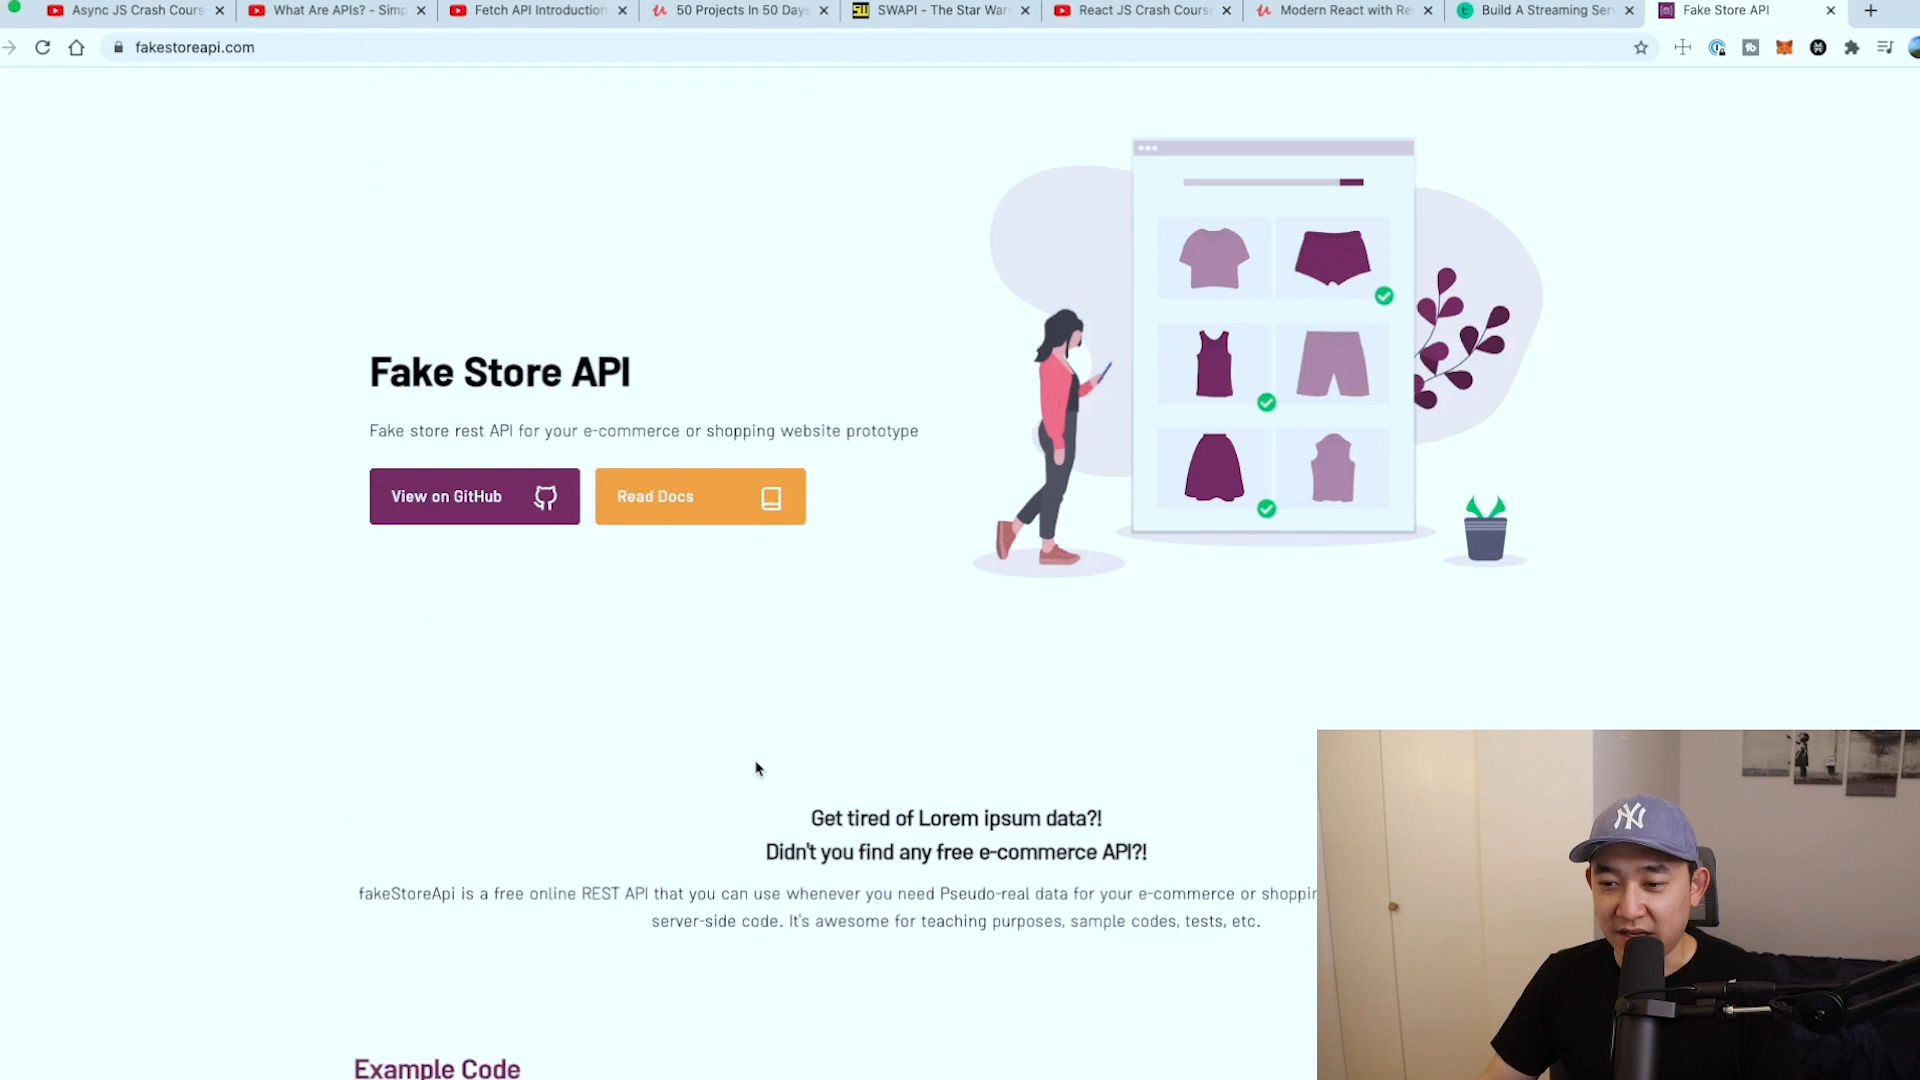 Async JS Crash Cours
What Are APIs? - Simp
Fetch API Introduction
50 Projects In 50 Days
SWAPI - The Star War
React JS Crash Course
Modern React with Re
Build A Streaming Ser
Fake Store API
fakestoreapi.com
Fake Store API
Fake store rest API for your e-commerce or shopping website prototype
View on GitHub
Read Docs
Get tired of Lorem ipsum data?!
Didn't you find any free e-commerce API?!
fakeStoreApi is a free online REST API that you can use whenever you need Pseudo-real data for your e-commerce or shoppin
server-side code. It's awesome for teaching purposes, sample codes, tests, etc.
Example Code
NY